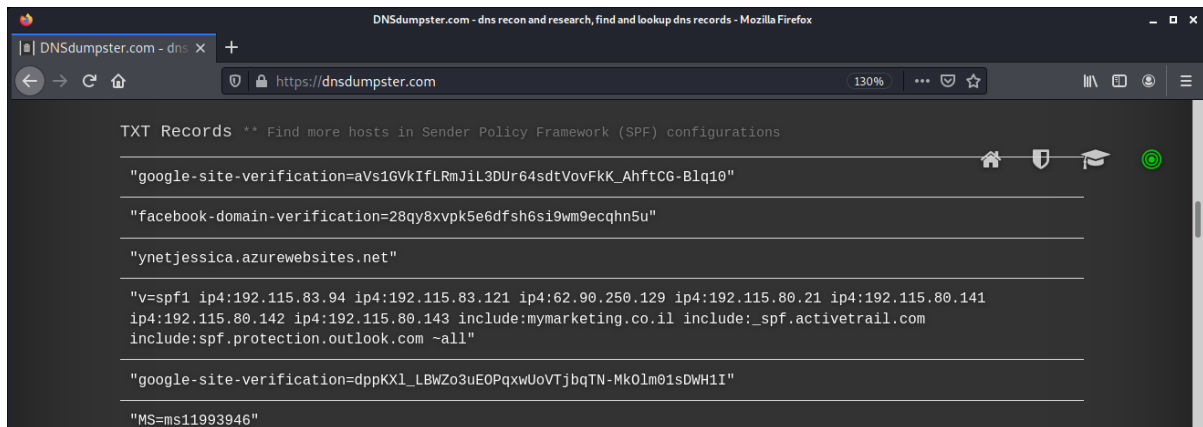 DNSdumpster.com - dns recon and research, find and lookup dns records - Mozilla Firefox
DNSdumpster.com - dns
https://dnsdumpster.com
130%
TXT Records ** Find more hosts in Sender Policy Framework (SPF) configurations
"google-site-verification=aVs1GVkIfLRmJiL3DUr64sdtVovFkK_AhftCG-Blq10"
"facebook-domain-verification=28qy8xvpk5e6dfsh6si9wm9ecqhn5u"
"ynetjessica.azurewebsites.net"
"v=spf1 ip4:192.115.83.94 ip4:192.115.83.121 ip4:62.90.250.129 ip4:192.115.80.21 ip4:192.115.80.141
ip4:192.115.80.142 ip4:192.115.80.143 include:mymarketing.co.il include:_spf.activetrail.com
include:spf.protection.outlook.com ~all"
"google-site-verification=dppKXl_LBWZo3uEOPqxwUoVTjbqTN-MkOlm01sDWH1I"
"MS=ms11993946"